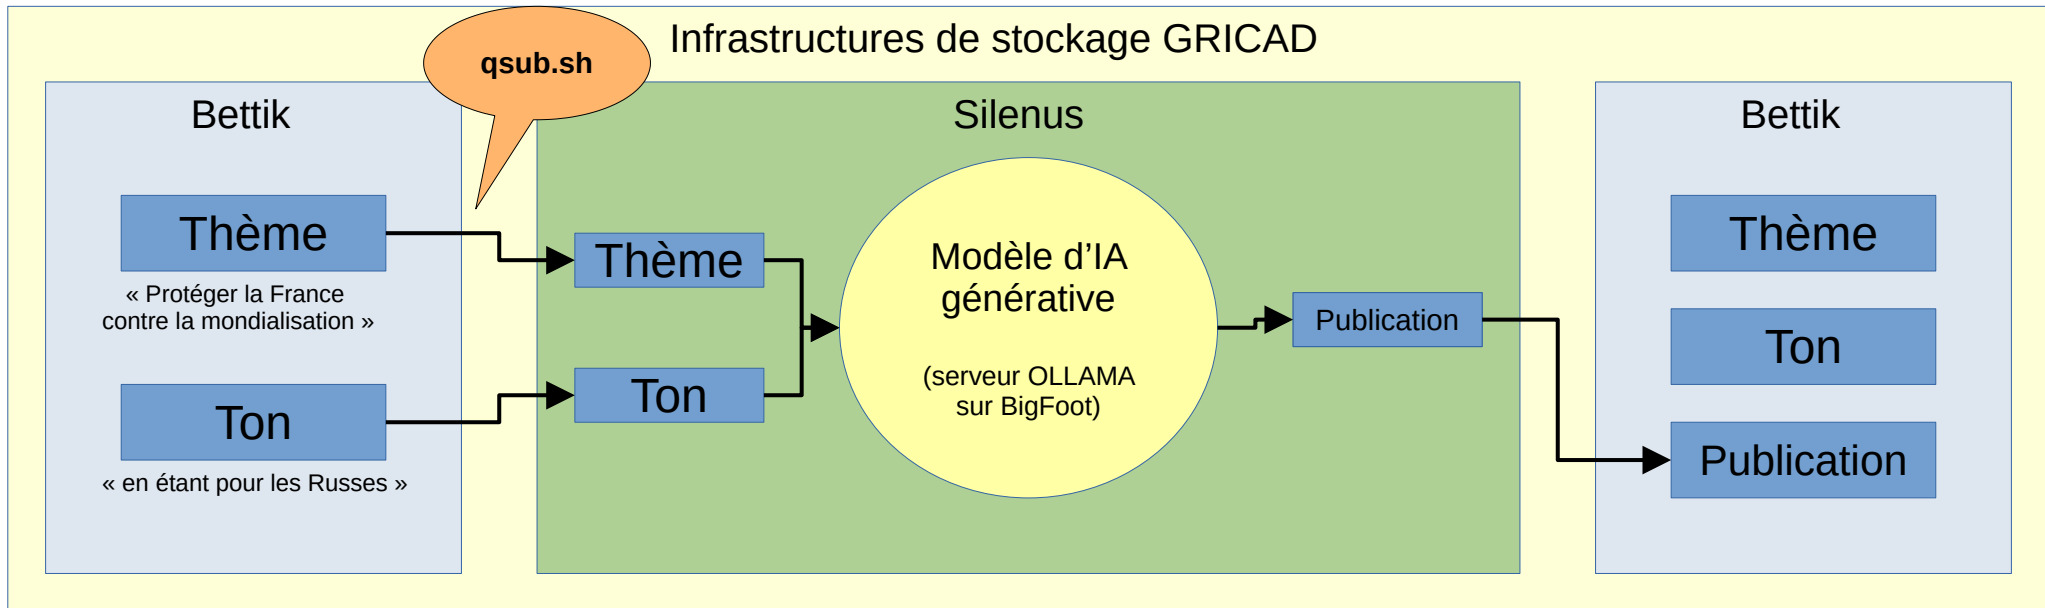 Infrastructures de stockage GRICAD
qsub.sh
Bettik
Thème
« Protéger la France
contre la mondialisation »
Ton
« en étant pour les Russes »
Silenus
Thème
Ton
Modèle d’IA
générative
(serveur OLLAMA
sur BigFoot)
Publication
Bettik
Thème
Ton
Publication